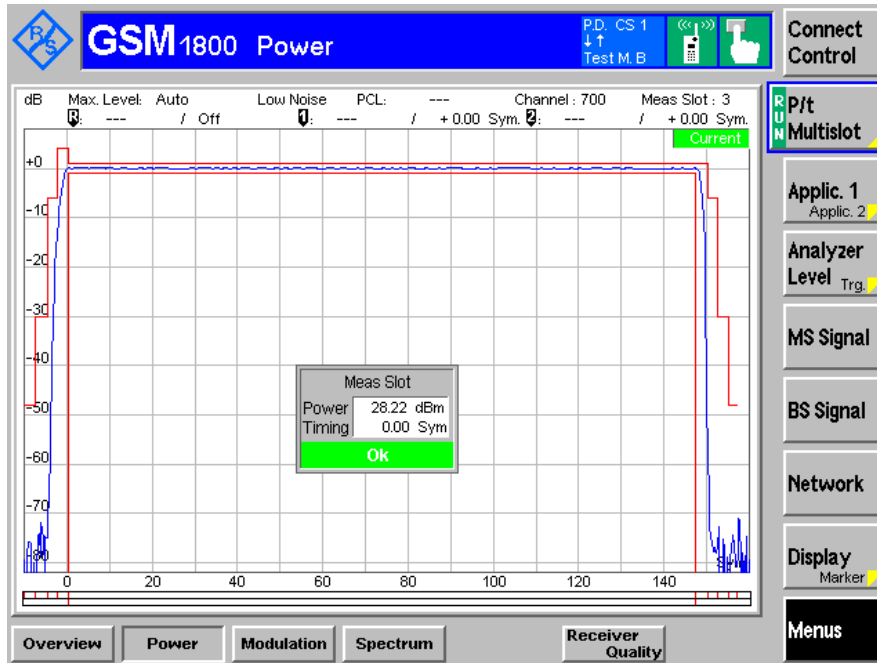 R&S
GSM 1800 Power
P.D. CS 1
↓↑
Test M. B
Connect Control
dB Max. Level: Auto Low Noise PCL: --- Channel : 700 Meas Slot : 3
R: --- / Off 1: --- / + 0.00 Sym. 2: --- / + 0.00 Sym.
Current
RUN
P/t Multislot
+0
-10
-20
-30
-40
-50
-60
-70
-80
0 20 40 60 80 100 120 140
Meas Slot
Power 28.22 dBm
Timing 0.00 Sym
Ok
Applic. 1
Applic. 2
Analyzer
Level Trg.
MS Signal
BS Signal
Network
Display
Marker
Menus
Overview Power Modulation Spectrum Receiver Quality